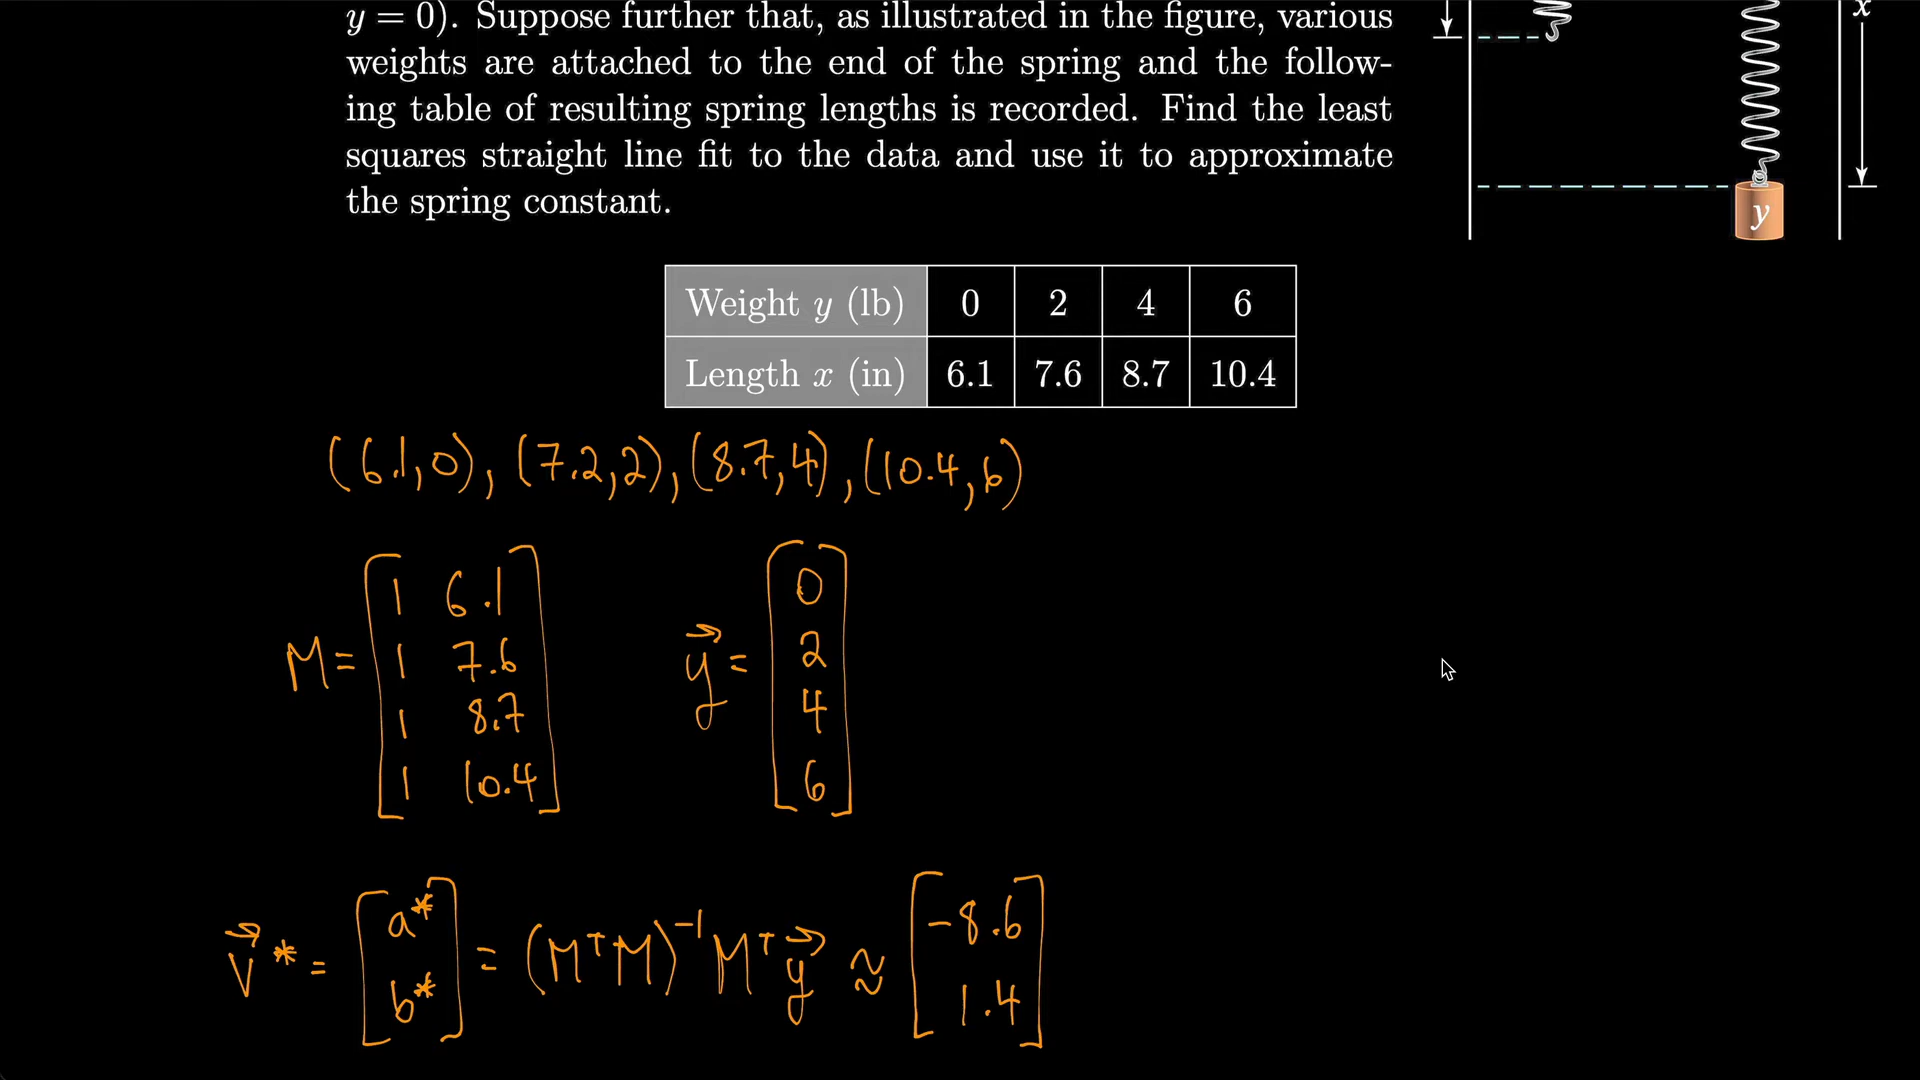 y = 0). Suppose further that, as illustrated in the figure, various
weights are attached to the end of the spring and the follow-
ing table of resulting spring lengths is recorded. Find the least
squares straight line fit to the data and use it to approximate
the spring constant.
x
y
Weight y (lb) 0 2 4 6
Length x (in) 6.1 7.6 8.7 10.4
(6.1,0), (7.2,2), (8.7,4), (10.4,6)
M = [1 6.1
1 7.6
1 8.7
1 10.4]
y⃗ = [0
2
4
6]
v⃗* = [a*
b*] = (MᵀM)⁻¹Mᵀy⃗ ≈ [-8.6
1.4]